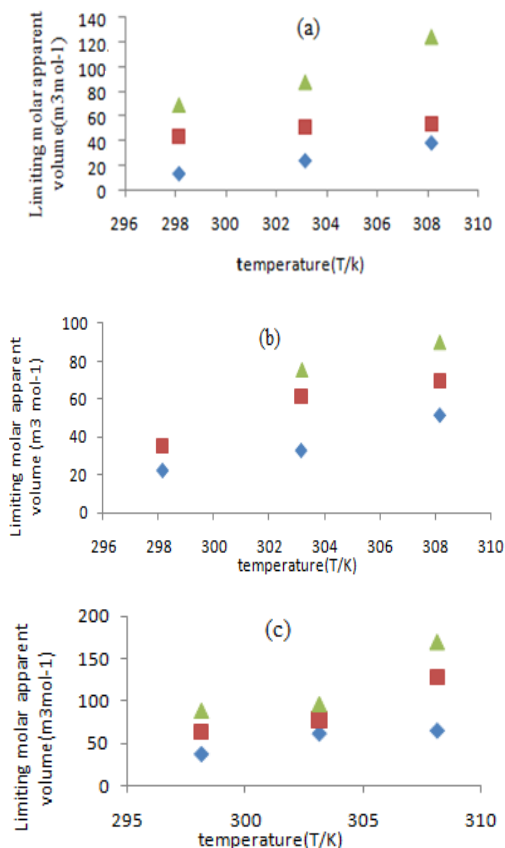 (a)
Limiting molar apparent
volume(m3mol-1)
140
120
100
80
60
40
20
0
296 298 300 302 304 306 308 310
temperature(T/k)
(b)
Limiting molar apparent
volume (m3 mol-1)
100
80
60
40
20
0
296 298 300 302 304 306 308 310
temperature(T/K)
(c)
Limiting molar apparent
volume(m3mol-1)
200
150
100
50
0
295 300 305 310
temperature(T/K)